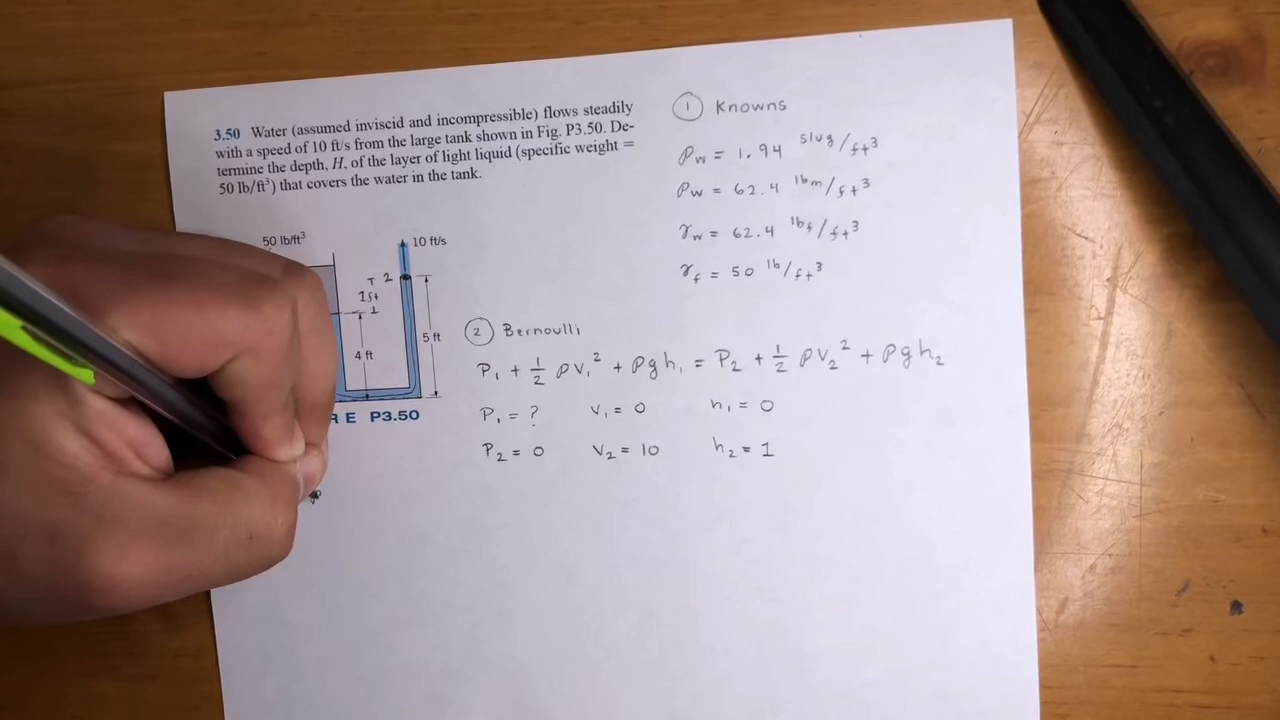 3.50 Water (assumed inviscid and incompressible) flows steadily
with a speed of 10 ft/s from the large tank shown in Fig. P3.50. De-
termine the depth, H, of the layer of light liquid (specific weight =
50 lb/ft³) that covers the water in the tank.
50 lb/ft³
10 ft/s
2
1ft
1
4 ft
5 ft
R E P3.50
① Knowns
ρw = 1.94 slug/ft³
ρw = 62.4 lbm/ft³
γw = 62.4 lbf/ft³
γf = 50 lb/ft³
② Bernoulli
P₁ + ½ ρv₁² + ρgh₁ = P₂ + ½ ρv₂² + ρgh₂
P₁ = ? v₁ = 0 h₁ = 0
P₂ = 0 v₂ = 10 h₂ = 1